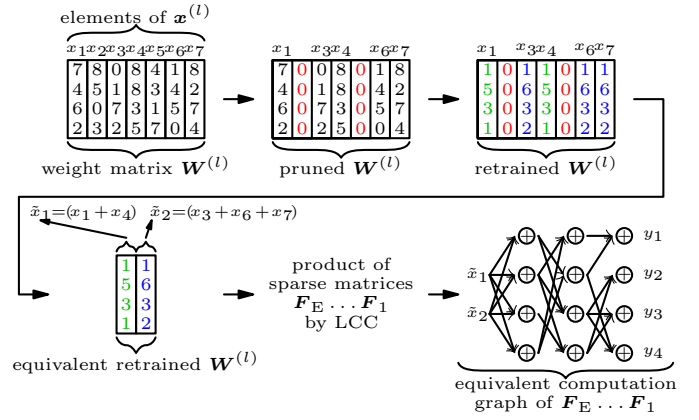 elements of x^(l)
x1 x2 x3 x4 x5 x6 x7
7 8 0 8 4 1 8
4 5 1 8 3 4 2
6 0 7 3 1 5 7
2 3 2 5 7 0 4
weight matrix W^(l)
x1 x3 x4 x6 x7
7 0 0 8 0 1 8
4 0 1 8 0 4 2
6 0 7 3 0 5 7
2 0 2 5 0 0 4
pruned W^(l)
x1 x3 x4 x6 x7
1 0 1 1 0 1 1
5 0 6 5 0 6 6
3 0 3 3 0 3 3
1 0 2 1 0 2 2
retrained W^(l)
x̃1=(x1+x4) x̃2=(x3+x6+x7)
1 1
5 6
3 3
1 2
equivalent retrained W^(l)
product of
sparse matrices
F_E ... F_1
by LCC
x̃1
x̃2
⊕ ⊕ ⊕ y1
⊕ ⊕ ⊕ y2
⊕ ⊕ ⊕ y3
⊕ ⊕ ⊕ y4
equivalent computation
graph of F_E ... F_1